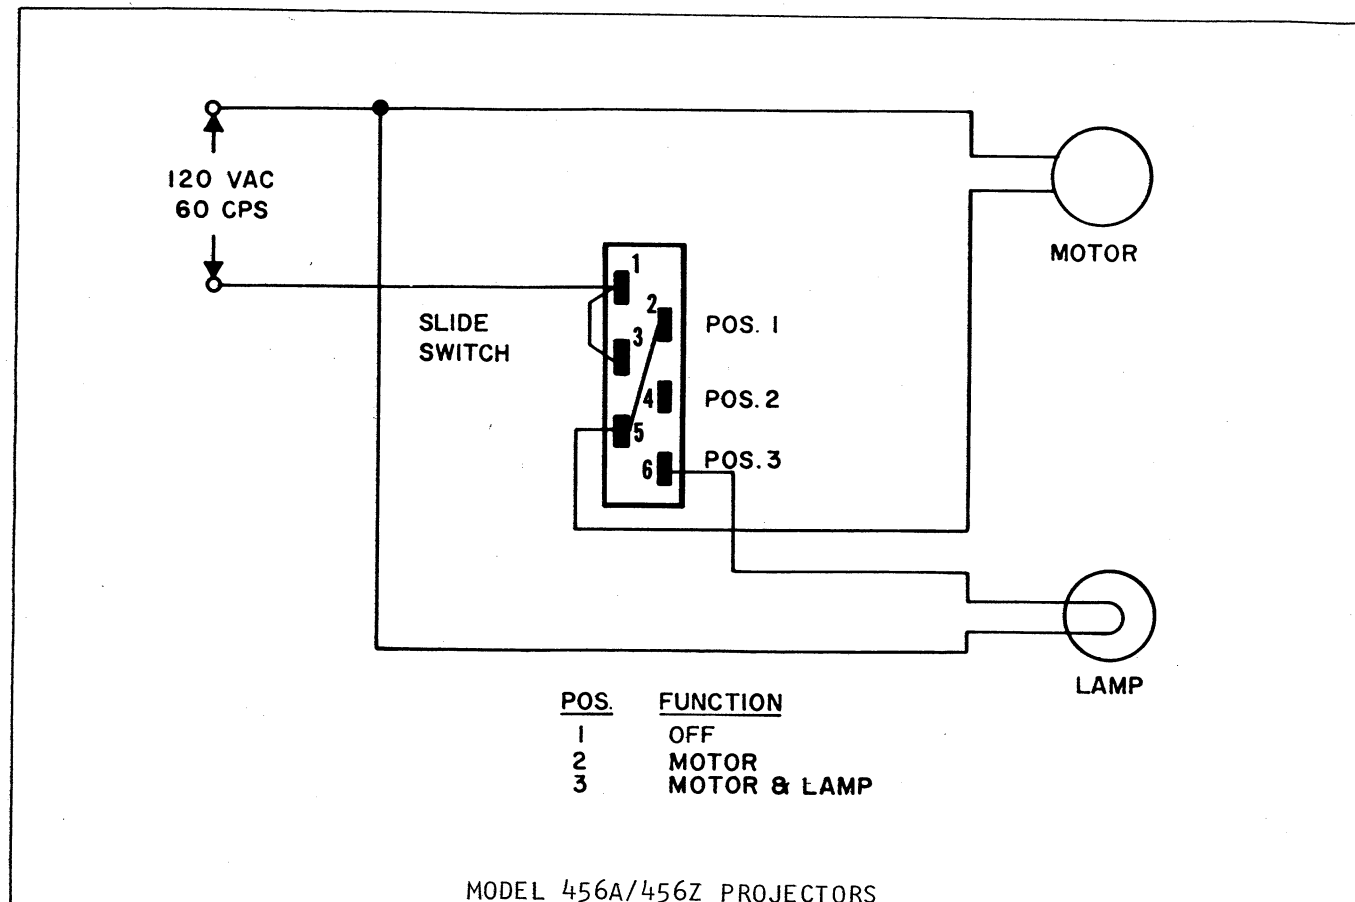 120 VAC
60 CPS
MOTOR
SLIDE
SWITCH
1
2
3
4
5
6
POS. 1
POS. 2
POS. 3
LAMP
POS. FUNCTION
1 OFF
2 MOTOR
3 MOTOR & LAMP
MODEL 456A/456Z PROJECTORS